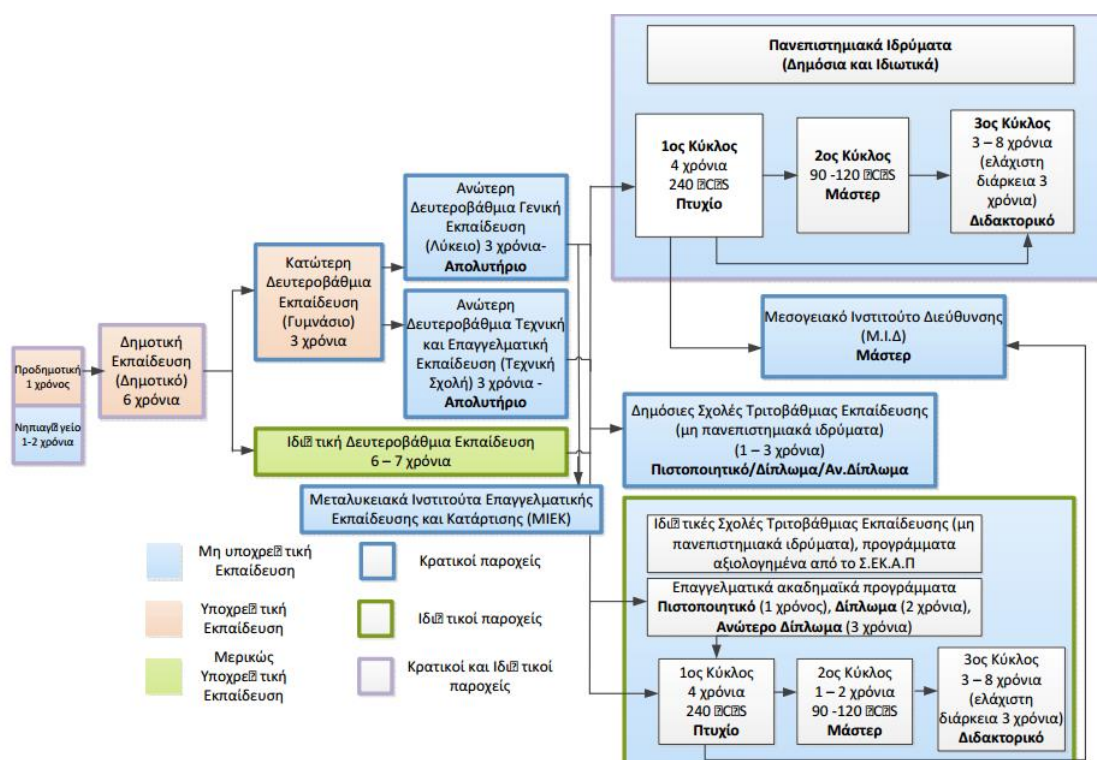 Πανεπιστημιακά Ιδρύματα
(Δημόσια και Ιδιωτικά)
1ος Κύκλος
4 χρόνια
240 ⍰C⍰S
Πτυχίο
2ος Κύκλος
90 -120 ⍰C⍰S
Μάστερ
3ος Κύκλος
3 – 8 χρόνια
(ελάχιστη
διάρκεια 3
χρόνια)
Διδακτορικό
Ανώτερη
Δευτεροβάθμια Γενική
Εκπαίδευση
(Λύκειο) 3 χρόνια-
Απολυτήριο
Κατώτερη
Δευτεροβάθμια
Εκπαίδευση
(Γυμνάσιο)
3 χρόνια
Ανώτερη
Δευτεροβάθμια Τεχνική
και Επαγγελματική
Εκπαίδευση (Τεχνική
Σχολή) 3 χρόνια -
Απολυτήριο
Μεσογειακό Ινστιτούτο Διεύθυνσης
(Μ.Ι.Δ)
Μάστερ
Προδημοτική
1 χρόνος
Νηπιαγ⍰γείο
1-2 χρόνια
Δημοτική
Εκπαίδευση
(Δημοτικό)
6 χρόνια
Δημόσιες Σχολές Τριτοβάθμιας Εκπαίδευσης
(μη πανεπιστημιακά ιδρύματα)
(1 – 3 χρόνια)
Πιστοποιητικό/Δίπλωμα/Αν.Δίπλωμα
Ιδι⍰τική Δευτεροβάθμια Εκπαίδευση
6 – 7 χρόνια
Μεταλυκειακά Ινστιτούτα Επαγγελματικής
Εκπαίδευσης και Κατάρτισης (ΜΙΕΚ)
Ιδι⍰τικές Σχολές Τριτοβάθμιας Εκπαίδευσης (μη
πανεπιστημιακά ιδρύματα), προγράμματα
αξιολογημένα από το Σ.ΕΚ.Α.Π
Επαγγελματικά ακαδημαϊκά προγράμματα
Πιστοποιητικό (1 χρόνος), Δίπλωμα (2 χρόνια),
Ανώτερο Δίπλωμα (3 χρόνια)
1ος Κύκλος
4 χρόνια
240 ⍰C⍰S
Πτυχίο
2ος Κύκλος
1 – 2 χρόνια
90 -120 ⍰C⍰S
Μάστερ
3ος Κύκλος
3 – 8 χρόνια
(ελάχιστη
διάρκεια 3 χρόνια)
Διδακτορικό
Μη υποχρε⍰τική
Εκπαίδευση
Κρατικοί παροχείς
Υποχρε⍰τική
Εκπαίδευση
Ιδι⍰τικοί παροχείς
Μερικώς
Υποχρε⍰τική
Εκπαίδευση
Κρατικοί και Ιδι⍰τικοί
παροχείς